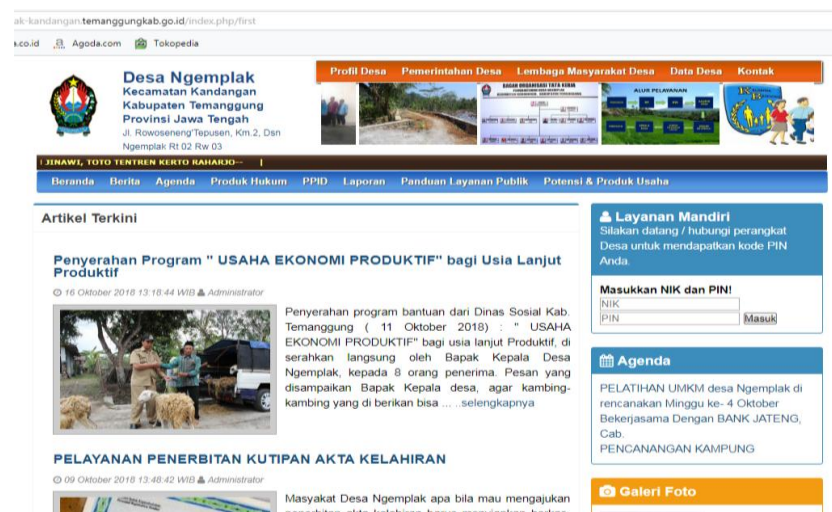 ak-kandangan.temanggungkab.go.id/index.php/first
a.co.id Agoda.com Tokopedia
Desa Ngemplak
Kecamatan Kandangan
Kabupaten Temanggung
Provinsi Jawa Tengah
Jl. Rowoseneng'Tepusen, Km.2, Dsn
Ngemplak Rt 02 Rw 03
Profil Desa Pemerintahan Desa Lembaga Masyarakat Desa Data Desa Kontak
BAGAN ORGANISASI TATA KERJA
ALUR PELAYANAN
JINAWI, TOTO TENTREN KERTO RAHARJO-- |
Beranda Berita Agenda Produk Hukum PPID Laporan Panduan Layanan Publik Potensi & Produk Usaha
Artikel Terkini
Penyerahan Program " USAHA EKONOMI PRODUKTIF" bagi Usia Lanjut
Produktif
16 Oktober 2018 13:18:44 WIB Administrator
Penyerahan program bantuan dari Dinas Sosial Kab.
Temanggung ( 11 Oktober 2018) : " USAHA
EKONOMI PRODUKTIF" bagi usia lanjut Produktif, di
serahkan langsung oleh Bapak Kepala Desa
Ngemplak, kepada 8 orang penerima. Pesan yang
disampaikan Bapak Kepala desa, agar kambing-
kambing yang di berikan bisa ... ..selengkapnya
PELAYANAN PENERBITAN KUTIPAN AKTA KELAHIRAN
09 Oktober 2018 13:48:42 WIB Administrator
Masyakat Desa Ngemplak apa bila mau mengajukan
Layanan Mandiri
Silakan datang / hubungi perangkat
Desa untuk mendapatkan kode PIN
Anda.
Masukkan NIK dan PIN!
NIK
PIN Masuk
Agenda
PELATIHAN UMKM desa Ngemplak di
rencanakan Minggu ke- 4 Oktober
Bekerjasama Dengan BANK JATENG,
Cab.
PENCANANGAN KAMPUNG
Galeri Foto